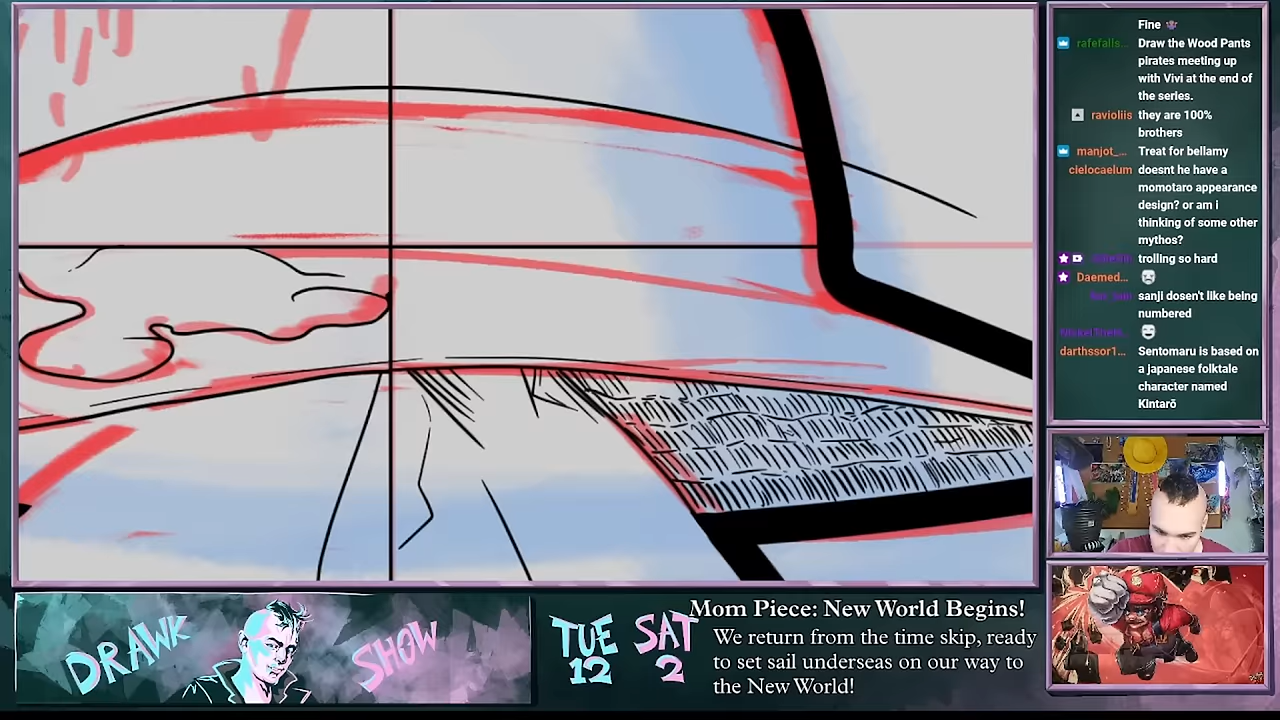 Fine
rafefalls... Draw the Wood Pants
pirates meeting up
with Vivi at the end of
the series.
ravioliis they are 100%
brothers
manjot_... Treat for bellamy
cielocaelum doesnt he have a
momotaro appearance
design? or am i
thinking of some other
mythos?
trolling so hard
Daemed...
sanji dosen't like being
numbered
darthssor1... Sentomaru is based on
a japanese folktale
character named
Kintarō
DRAWK
SHOW
TUE
12
SAT
2
Mom Piece: New World Begins!
We return from the time skip, ready
to set sail underseas on our way to
the New World!